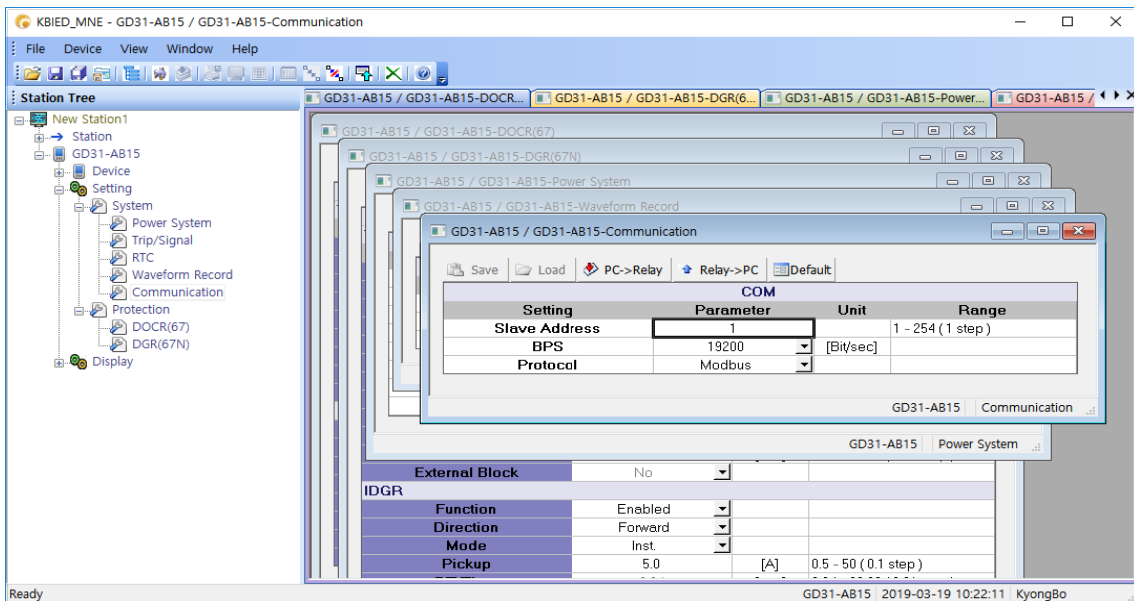 KBIED_MNE - GD31-AB15 / GD31-AB15-Communication
File Device View Window Help
Station Tree
GD31-AB15 / GD31-AB15-DOCR... GD31-AB15 / GD31-AB15-DGR(6... GD31-AB15 / GD31-AB15-Power... GD31-AB15 /
New Station1
Station
GD31-AB15
Device
Setting
System
Power System
Trip/Signal
RTC
Waveform Record
Communication
Protection
DOCR(67)
DGR(67N)
Display
GD31-AB15 / GD31-AB15-DOCR(67)
GD31-AB15 / GD31-AB15-DGR(67N)
GD31-AB15 / GD31-AB15-Power System
GD31-AB15 / GD31-AB15-Waveform Record
GD31-AB15 / GD31-AB15-Communication
Save Load PC->Relay Relay->PC Default
COM
Setting Parameter Unit Range
Slave Address 1 1 - 254 ( 1 step )
BPS 19200 [Bit/sec]
Protocol Modbus
GD31-AB15 Communication
GD31-AB15 Power System
External Block No
IDGR
Function Enabled
Direction Forward
Mode Inst.
Pickup 5.0 [A] 0.5 - 50 ( 0.1 step )
Ready GD31-AB15 2019-03-19 10:22:11 KyongBo